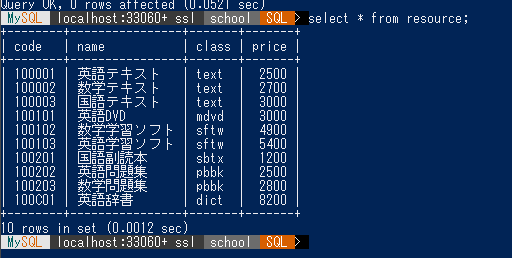 Query OK, 0 rows affected (0.0521 sec)
MySQL localhost:33060+ ssl school SQL > select * from resource;
+--------+----------------+-------+-------+
| code | name | class | price |
+--------+----------------+-------+-------+
| 100001 | 英語テキスト | text | 2500 |
| 100002 | 数学テキスト | text | 2700 |
| 100003 | 国語テキスト | text | 3000 |
| 100101 | 英語DVD | mdvd | 3000 |
| 100102 | 数学学習ソフト | sftw | 4900 |
| 100103 | 英語学習ソフト | sftw | 5400 |
| 100201 | 国語副読本 | sbtx | 1200 |
| 100202 | 英語問題集 | pbbk | 2500 |
| 100203 | 数学問題集 | pbbk | 2800 |
| 100C01 | 英語辞書 | dict | 8200 |
+--------+----------------+-------+-------+
10 rows in set (0.0012 sec)
MySQL localhost:33060+ ssl school SQL >